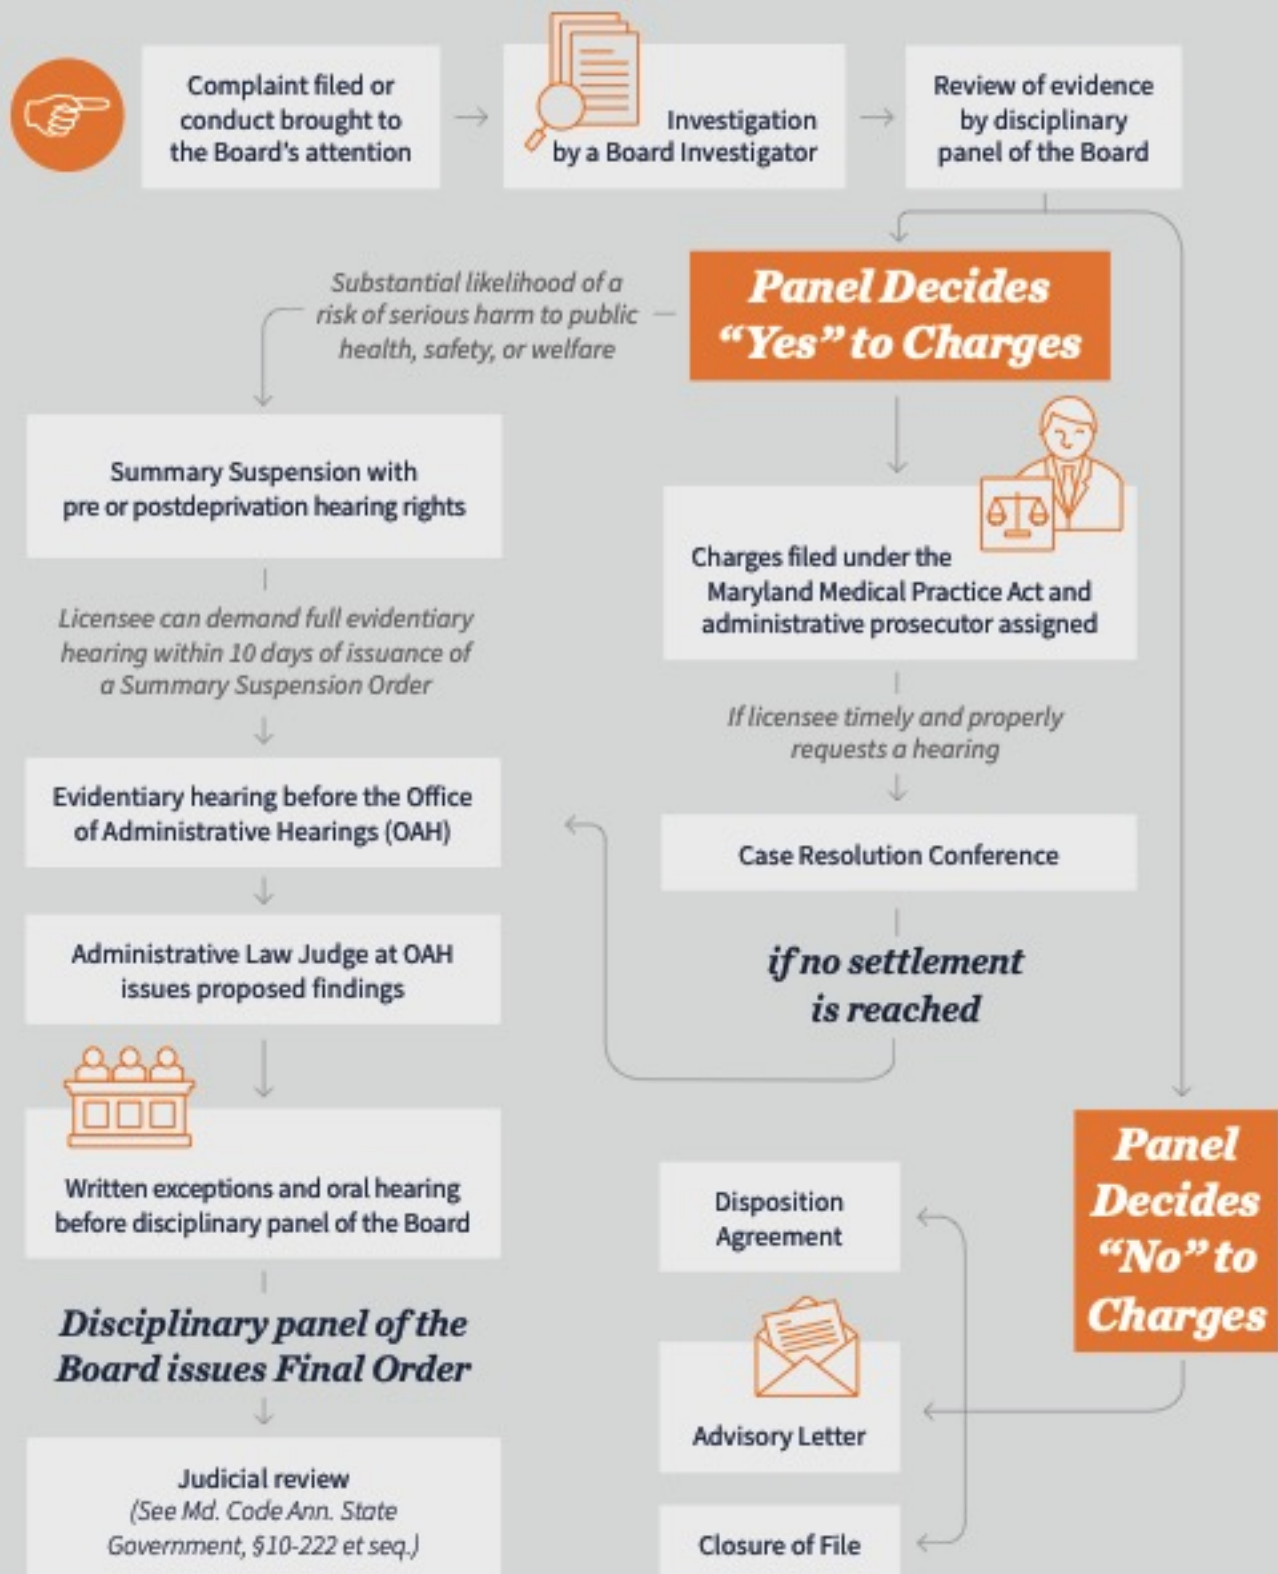 Complaint filed or
conduct brought to
the Board's attention
Investigation
by a Board Investigator
Review of evidence
by disciplinary
panel of the Board
Panel Decides
“Yes” to Charges
Substantial likelihood of a
risk of serious harm to public
health, safety, or welfare
Summary Suspension with
pre or postdeprivation hearing rights
Licensee can demand full evidentiary
hearing within 10 days of issuance of
a Summary Suspension Order
Evidentiary hearing before the Office
of Administrative Hearings (OAH)
Administrative Law Judge at OAH
issues proposed findings
Written exceptions and oral hearing
before disciplinary panel of the Board
Disciplinary panel of the
Board issues Final Order
Judicial review
(See Md. Code Ann. State
Government, §10-222 et seq.)
Charges filed under the
Maryland Medical Practice Act and
administrative prosecutor assigned
If licensee timely and properly
requests a hearing
Case Resolution Conference
if no settlement
is reached
Panel
Decides
“No” to
Charges
Disposition
Agreement
Advisory Letter
Closure of File